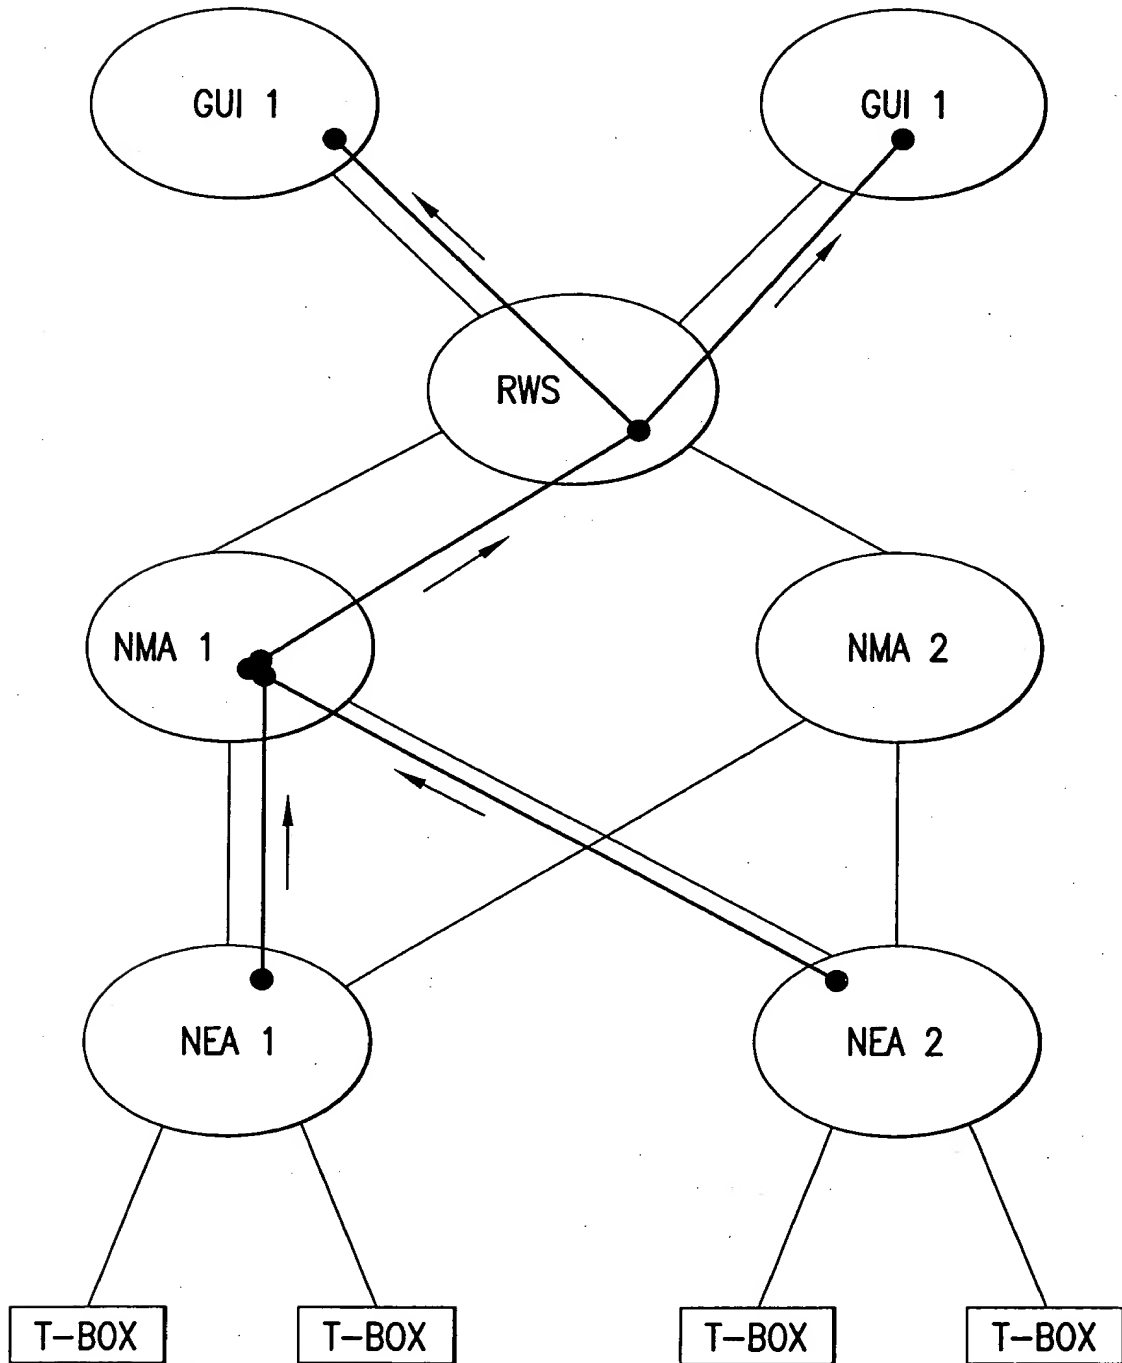 GUI 1
GUI 1
RWS
NMA 1
NMA 2
NEA 1
NEA 2
T-BOX
T-BOX
T-BOX
T-BOX